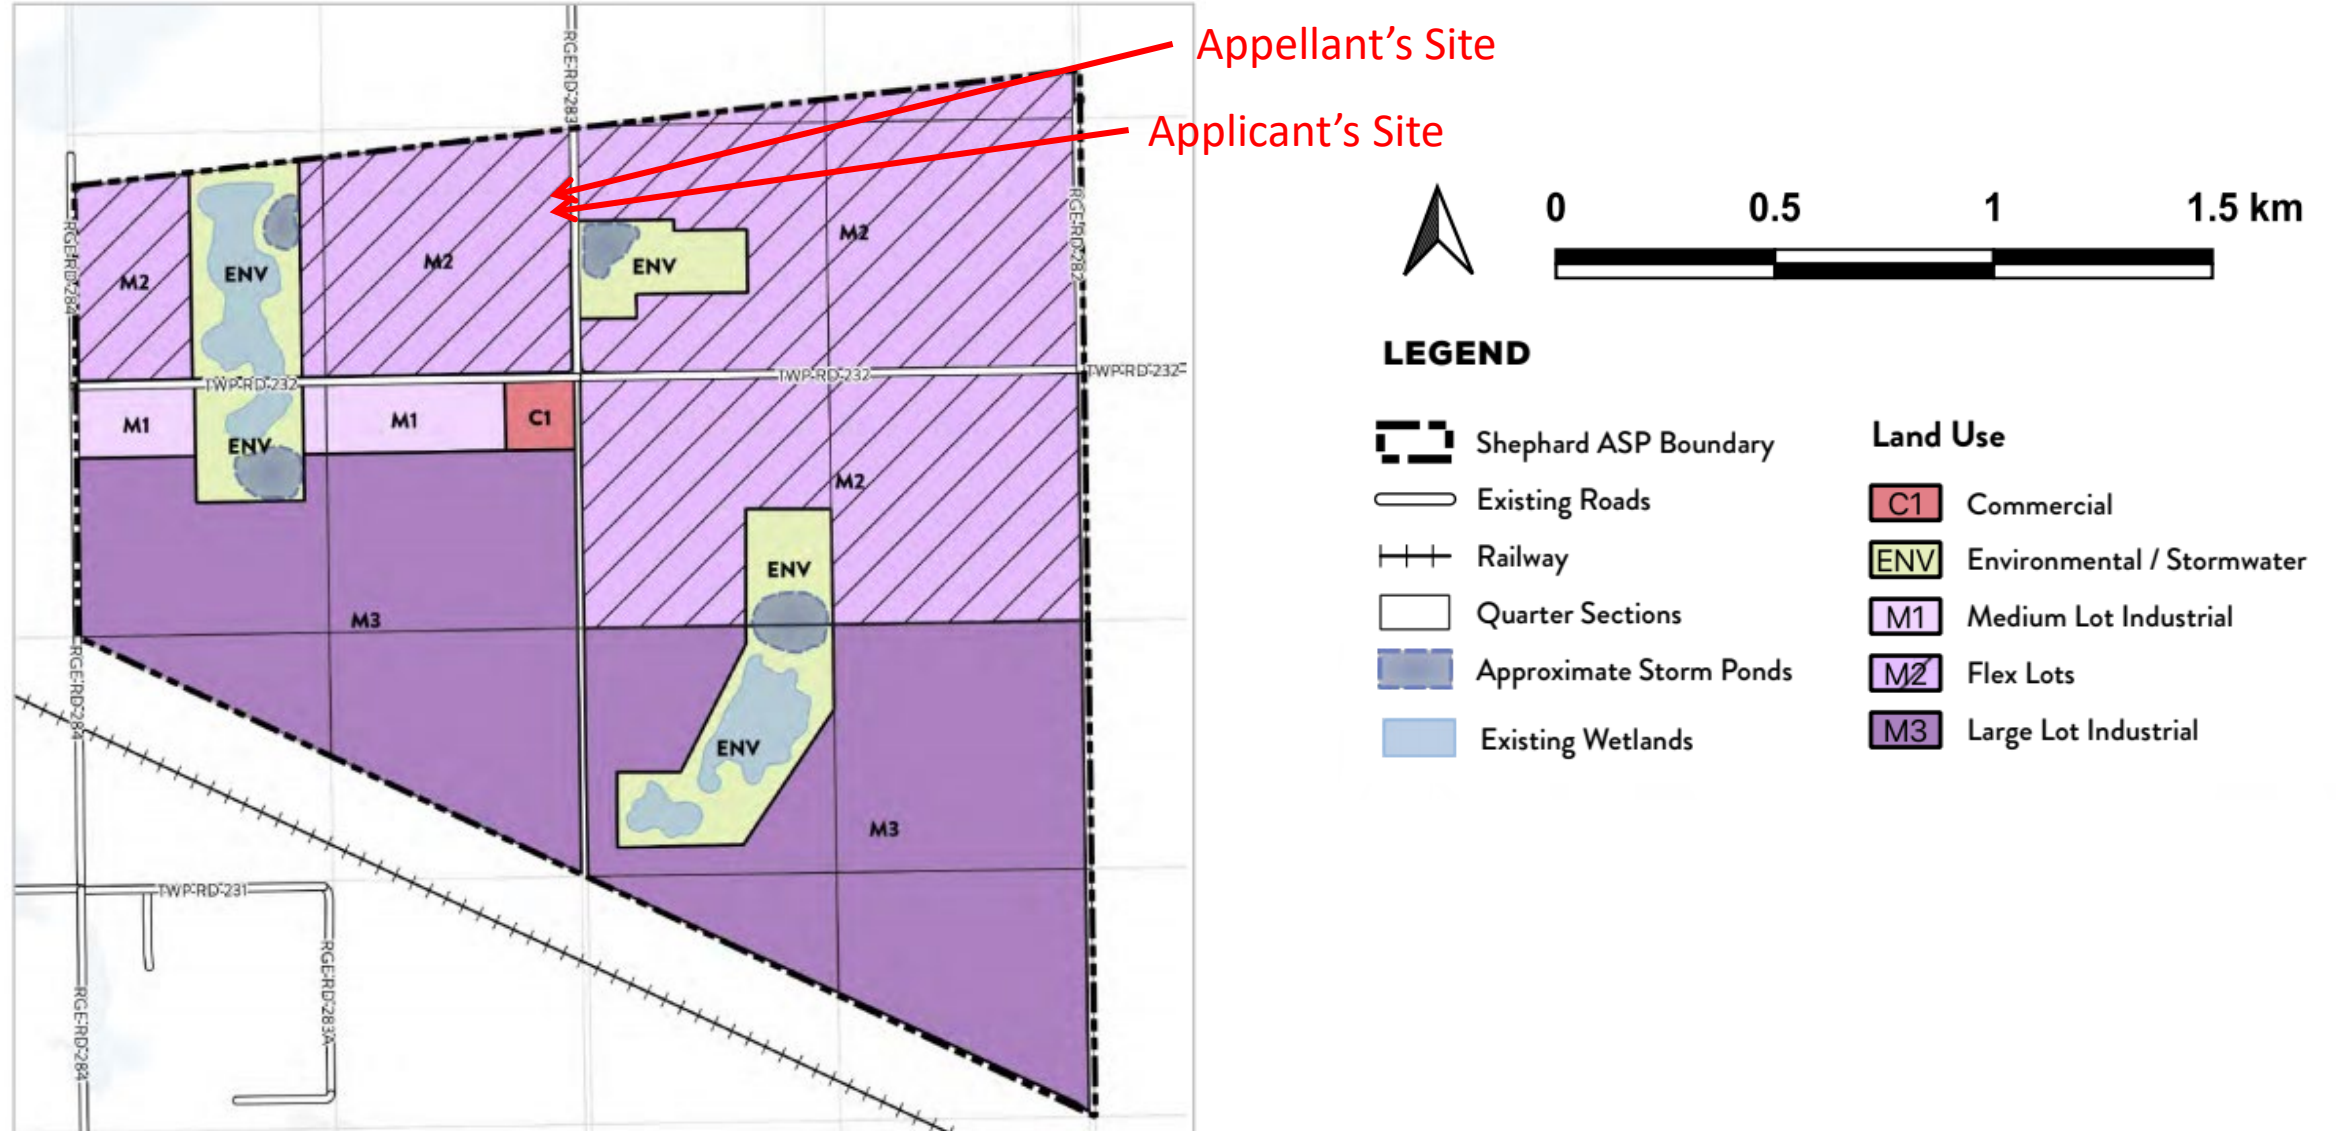 Appellant's Site
Applicant's Site
RGE-RD-283
RGE-RD-284
RGE-RD-282
M2
ENV
M2
ENV
M2
TWP-RD-232
TWP-RD-232
TWP-RD-232
M1
ENV
M1
C1
M2
ENV
M3
RGE-RD-284
ENV
M3
TWP-RD-231
RGE-RD-283A
RGE-RD-284
0 0.5 1 1.5 km
LEGEND
Shephard ASP Boundary
Existing Roads
Railway
Quarter Sections
Approximate Storm Ponds
Existing Wetlands
Land Use
C1 Commercial
ENV Environmental / Stormwater
M1 Medium Lot Industrial
M2 Flex Lots
M3 Large Lot Industrial